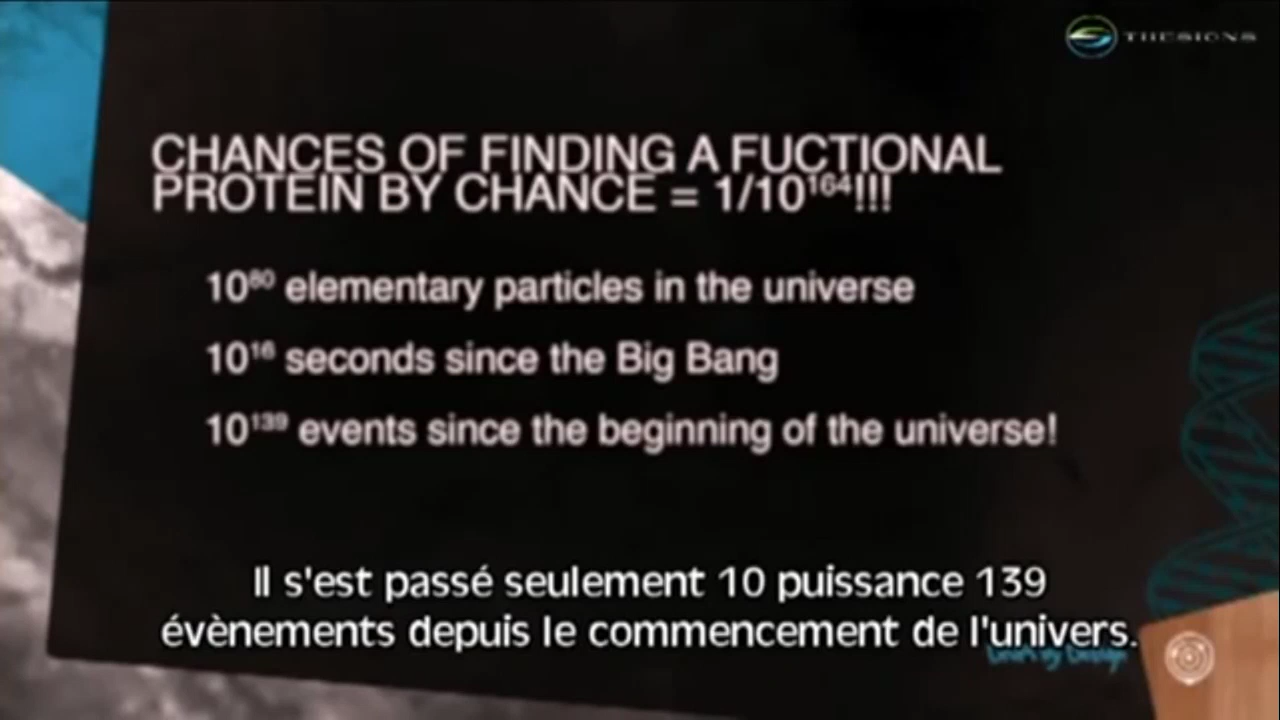 THESIGNS
CHANCES OF FINDING A FUCTIONAL
PROTEIN BY CHANCE = 1/10¹⁶⁴!!!
10⁸⁰ elementary particles in the universe
10¹⁶ seconds since the Big Bang
10¹³⁹ events since the beginning of the universe!
Il s'est passé seulement 10 puissance 139
évènements depuis le commencement de l'univers.